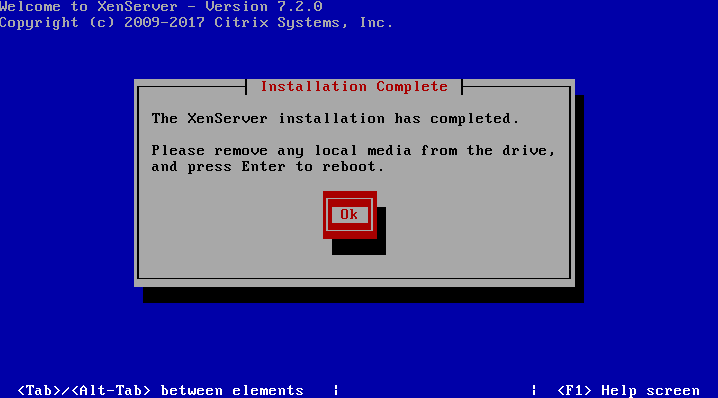 Welcome to XenServer - Version 7.2.0
Copyright (c) 2009-2017 Citrix Systems, Inc.
Installation Complete
The XenServer installation has completed.
Please remove any local media from the drive,
and press Enter to reboot.
Ok
<Tab>/<Alt-Tab> between elements   |   |   <F1> Help screen